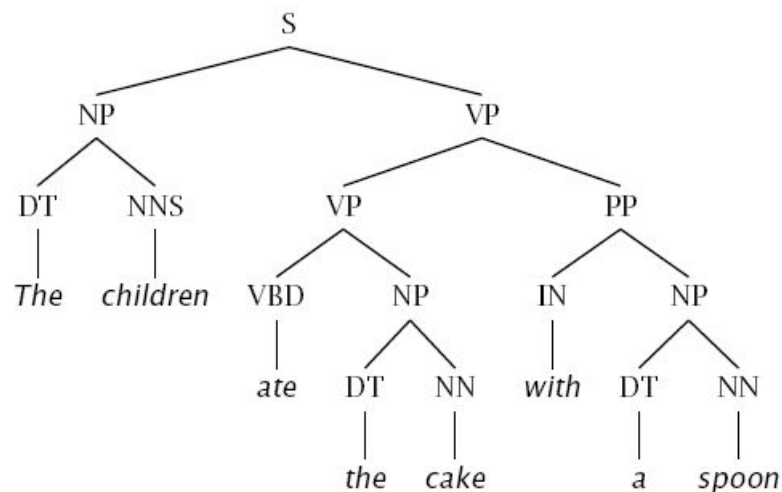 S
NP VP
DT NNS VP PP
The children VBD NP IN NP
ate DT NN with DT NN
the cake a spoon